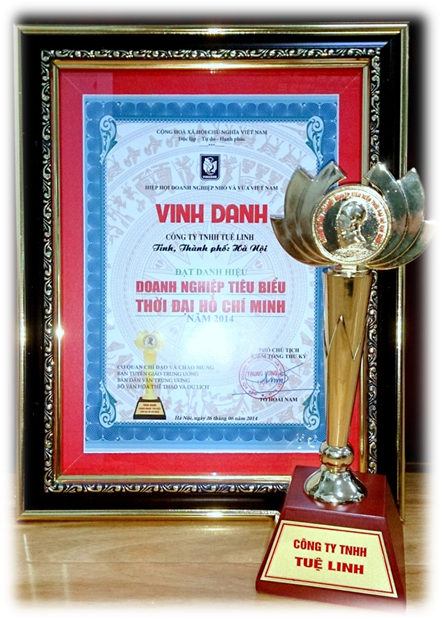 CỘNG HOÀ XÃ HỘI CHỦ NGHĨA VIỆT NAM
Độc lập - Tự do - Hạnh phúc
HIỆP HỘI DOANH NGHIỆP NHỎ VÀ VỪA VIỆT NAM
VINH DANH
CÔNG TY TNHH TUỆ LINH
Tỉnh, Thành phố: Hà Nội
ĐẠT DANH HIỆU
DOANH NGHIỆP TIÊU BIỂU
THỜI ĐẠI HỒ CHÍ MINH
NĂM 2014
PHÓ CHỦ TỊCH
KIÊM TỔNG THƯ KÝ
CƠ QUAN CHỈ ĐẠO VÀ CHÀO MỪNG
BAN TUYÊN GIÁO TRUNG ƯƠNG
BAN DÂN VẬN TRUNG ƯƠNG
BỘ VĂN HÓA THỂ THAO VÀ DU LỊCH
TRUNG ƯƠNG
TÔ HOÀI NAM
Hà Nội, ngày 26 tháng 06 năm 2014
CÔNG TY TNHH
TUỆ LINH